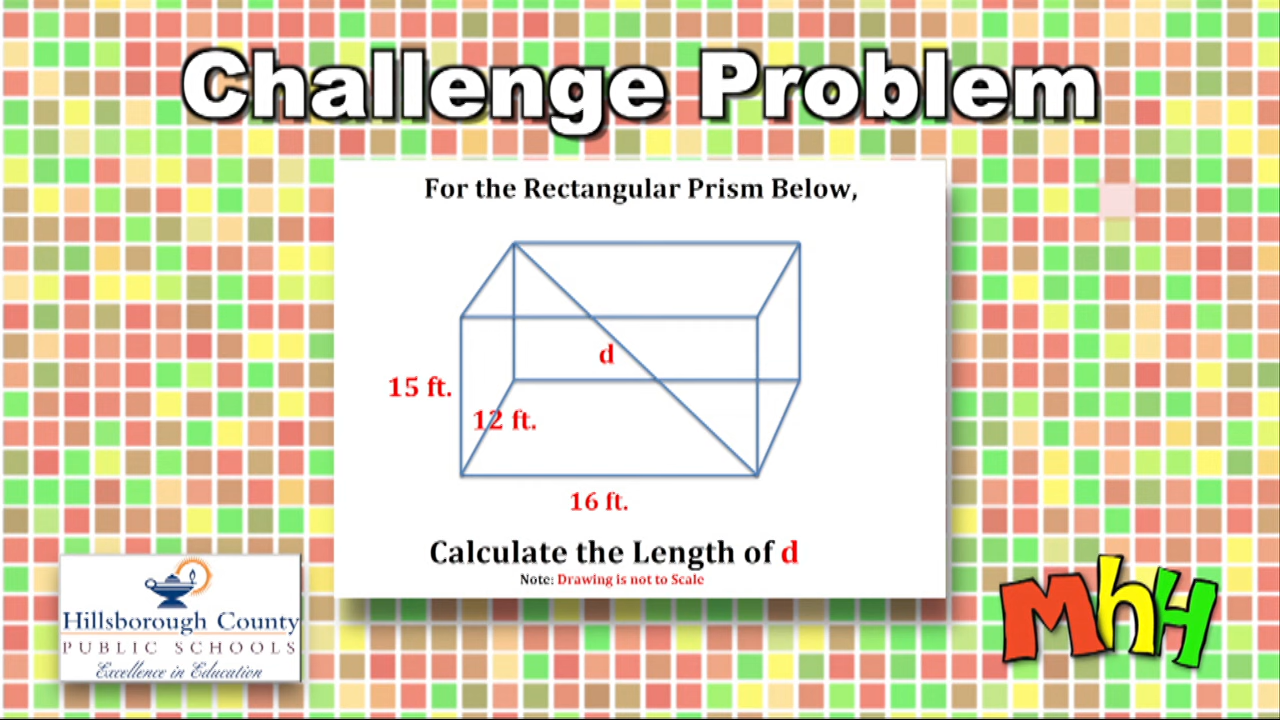 Challenge Problem
For the Rectangular Prism Below,
d
15 ft.
12 ft.
16 ft.
Calculate the Length of d
Note: Drawing is not to Scale
Hillsborough County
PUBLIC SCHOOLS
Excellence in Education
MhH